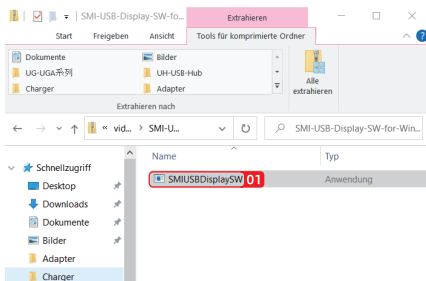 SMI-USB-Display-SW-fo...
Extrahieren
Start
Freigeben
Ansicht
Tools für komprimierte Ordner
Dokumente
Bilder
UG-UGA系列
UH-USB-Hub
Charger
Adapter
Alle
extrahieren
Extrahieren nach
« vid... > SMI-U...
SMI-USB-Display-SW-for-Win...
Name
Typ
Schnellzugriff
SMIUSBDisplaySW 01
Anwendung
Desktop
Downloads
Dokumente
Bilder
Adapter
Charger